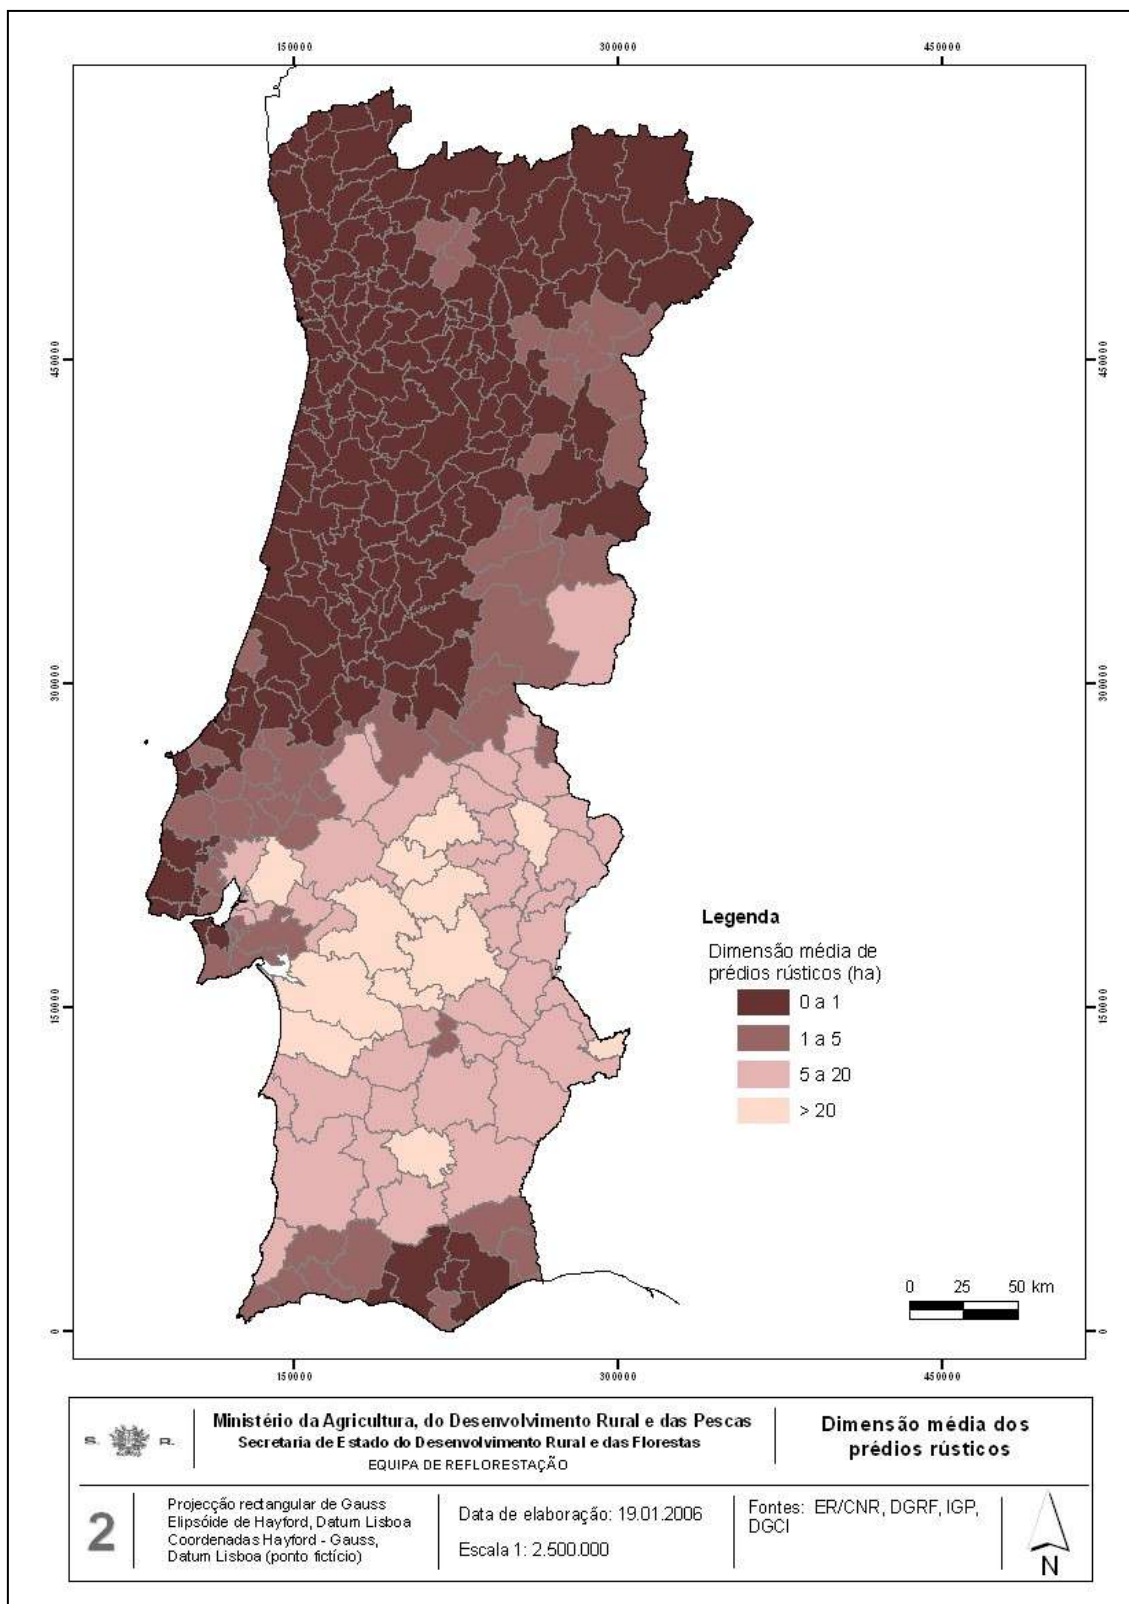 150000 300000 450000
450000 450000
300000 300000
Legenda
Dimensão média de
prédios rústicos (ha)
0 a 1
1 a 5
5 a 20
> 20
150000 150000
0 25 50 km
0 0
150000 300000 450000
S. R.
Ministério da Agricultura, do Desenvolvimento Rural e das Pescas
Secretaria de Estado do Desenvolvimento Rural e das Florestas
EQUIPA DE REFLORESTAÇÃO
Dimensão média dos
prédios rústicos
2
Projecção rectangular de Gauss
Elipsóide de Hayford, Datum Lisboa
Coordenadas Hayford - Gauss,
Datum Lisboa (ponto fictício)
Data de elaboração: 19.01.2006
Escala 1: 2.500.000
Fontes: ER/CNR, DGRF, IGP,
DGCI
N